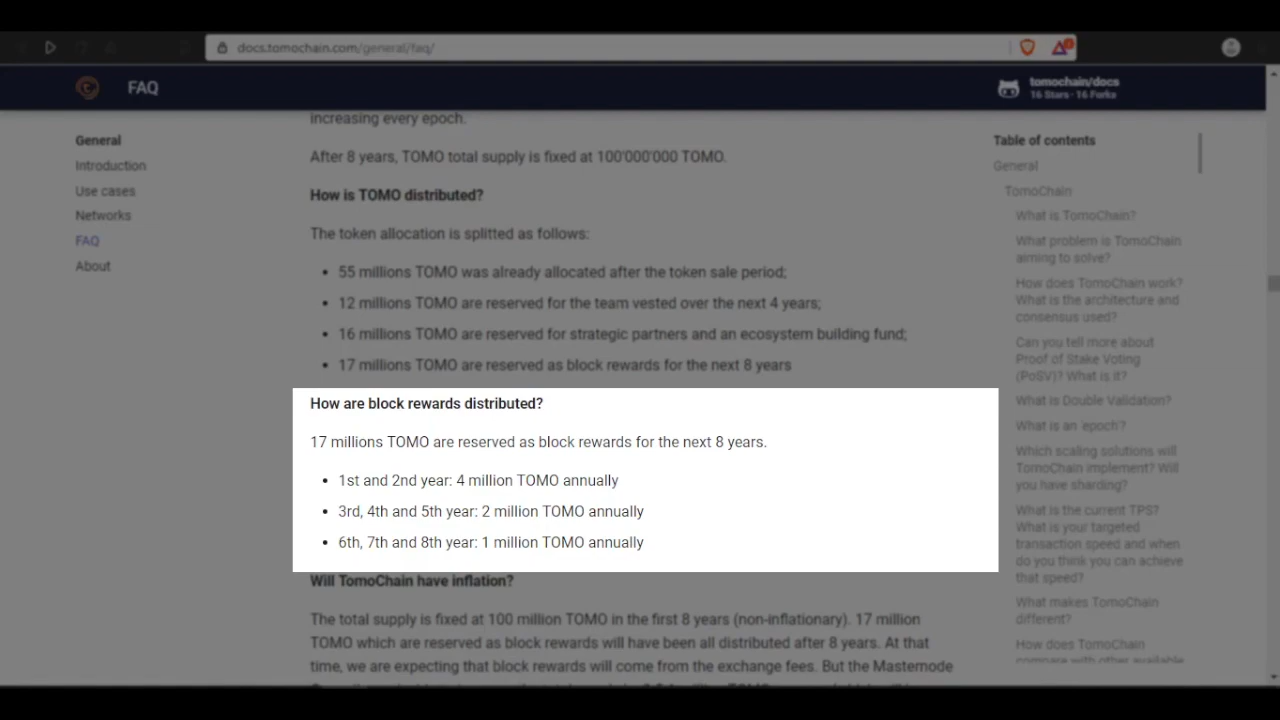 docs.tomochain.com/general/faq/
FAQ
tomochain/docs
16 Stars · 16 Forks
General
Introduction
Use cases
Networks
FAQ
About
increasing every epoch.
After 8 years, TOMO total supply is fixed at 100'000'000 TOMO.
How is TOMO distributed?
The token allocation is splitted as follows:
• 55 millions TOMO was already allocated after the token sale period;
• 12 millions TOMO are reserved for the team vested over the next 4 years;
• 16 millions TOMO are reserved for strategic partners and an ecosystem building fund;
• 17 millions TOMO are reserved as block rewards for the next 8 years
How are block rewards distributed?
17 millions TOMO are reserved as block rewards for the next 8 years.
• 1st and 2nd year: 4 million TOMO annually
• 3rd, 4th and 5th year: 2 million TOMO annually
• 6th, 7th and 8th year: 1 million TOMO annually
Will TomoChain have inflation?
The total supply is fixed at 100 million TOMO in the first 8 years (non-inflationary). 17 million
TOMO which are reserved as block rewards will have been all distributed after 8 years. At that
time, we are expecting that block rewards will come from the exchange fees. But the Masternode
Table of contents
General
TomoChain
What is TomoChain?
What problem is TomoChain
aiming to solve?
How does TomoChain work?
What is the architecture and
consensus used?
Can you tell more about
Proof of Stake Voting
(PoSV)? What is it?
What is Double Validation?
What is an 'epoch'?
Which scaling solutions will
TomoChain implement? Will
you have sharding?
What is the current TPS?
What is your targeted
transaction speed and when
do you think you can achieve
that speed?
What makes TomoChain
different?
How does TomoChain
compare with other available